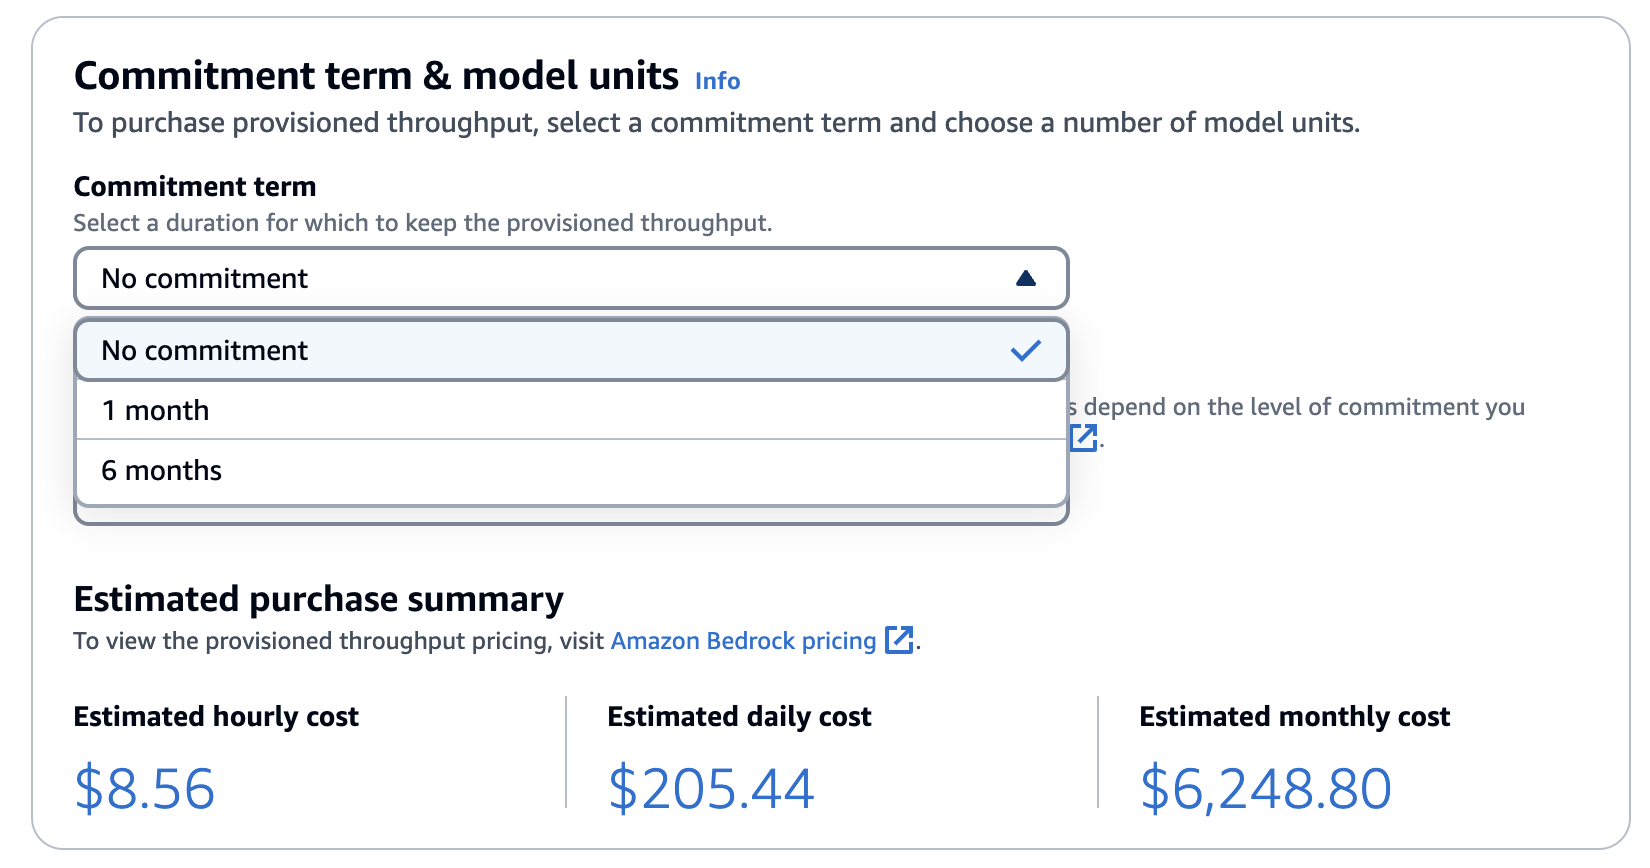 Commitment term & model units Info
To purchase provisioned throughput, select a commitment term and choose a number of model units.
Commitment term
Select a duration for which to keep the provisioned throughput.
No commitment
No commitment
1 month
depend on the level of commitment you
6 months
Estimated purchase summary
To view the provisioned throughput pricing, visit Amazon Bedrock pricing.
Estimated hourly cost
$8.56
Estimated daily cost
$205.44
Estimated monthly cost
$6,248.80